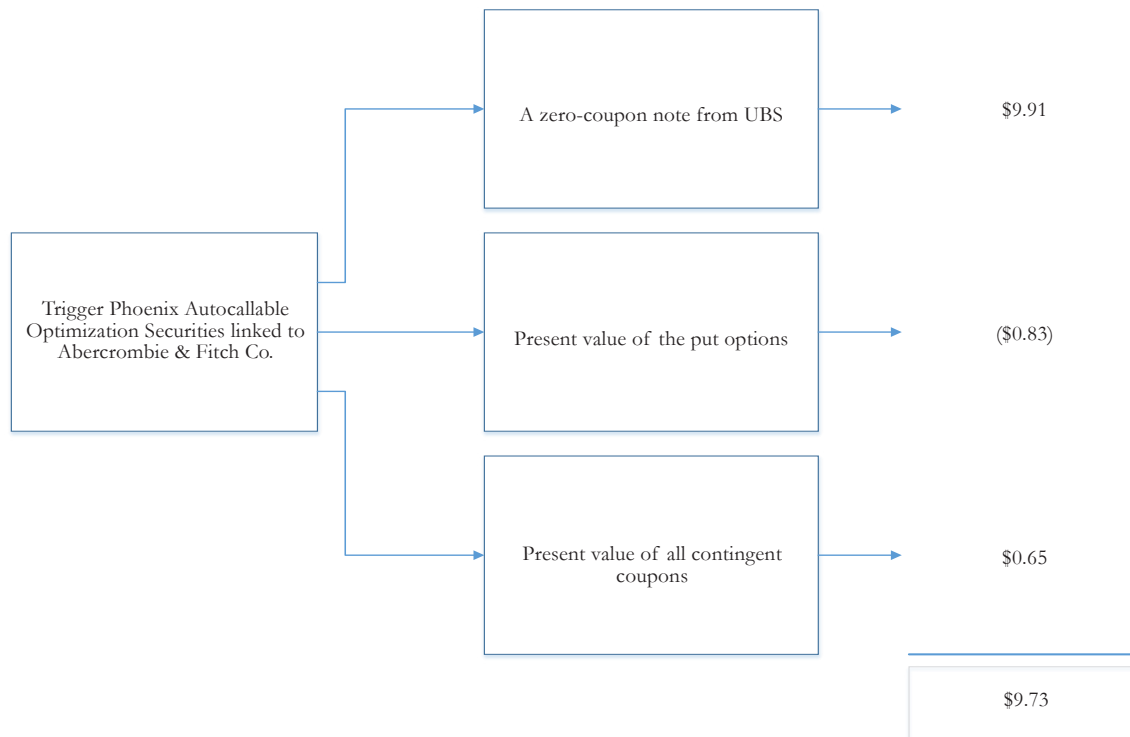 A zero-coupon note from UBS
$9.91
Trigger Phoenix Autocallable
Optimization Securities linked to
Abercrombie & Fitch Co.
Present value of the put options
($0.83)
Present value of all contingent
coupons
$0.65
$9.73